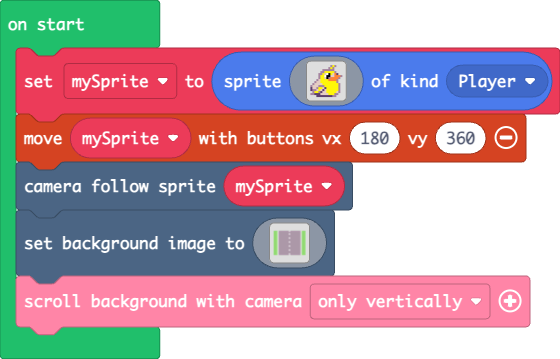 on start
set mySprite to sprite of kind Player
move mySprite with buttons vx 180 vy 360
camera follow sprite mySprite
set background image to
scroll background with camera only vertically